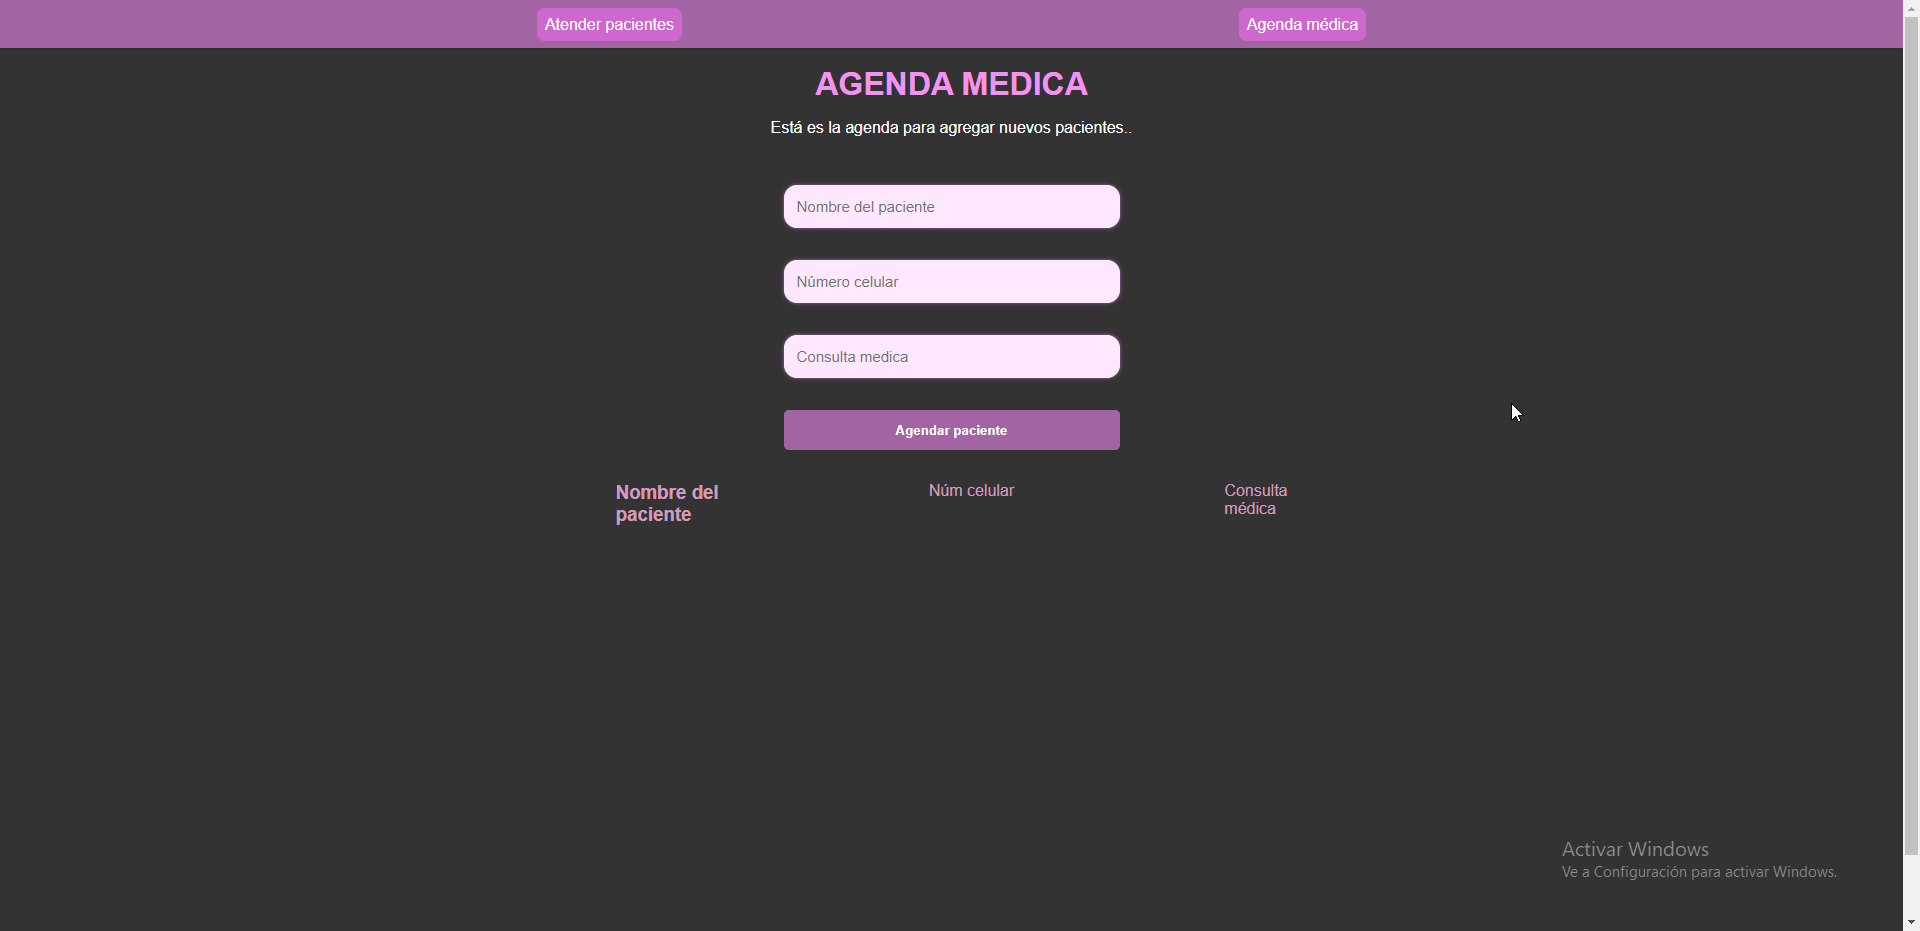 Atender pacientes
Agenda médica
AGENDA MEDICA
Está es la agenda para agregar nuevos pacientes..
Nombre del paciente
Número celular
Consulta medica
Agendar paciente
Nombre del
paciente
Núm celular
Consulta
médica
Activar Windows
Ve a Configuración para activar Windows.